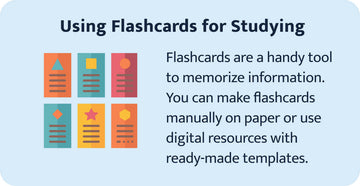 Using Flashcards for Studying
Flashcards are a handy tool
to memorize information.
You can make flashcards
manually on paper or use
digital resources with
ready-made templates.